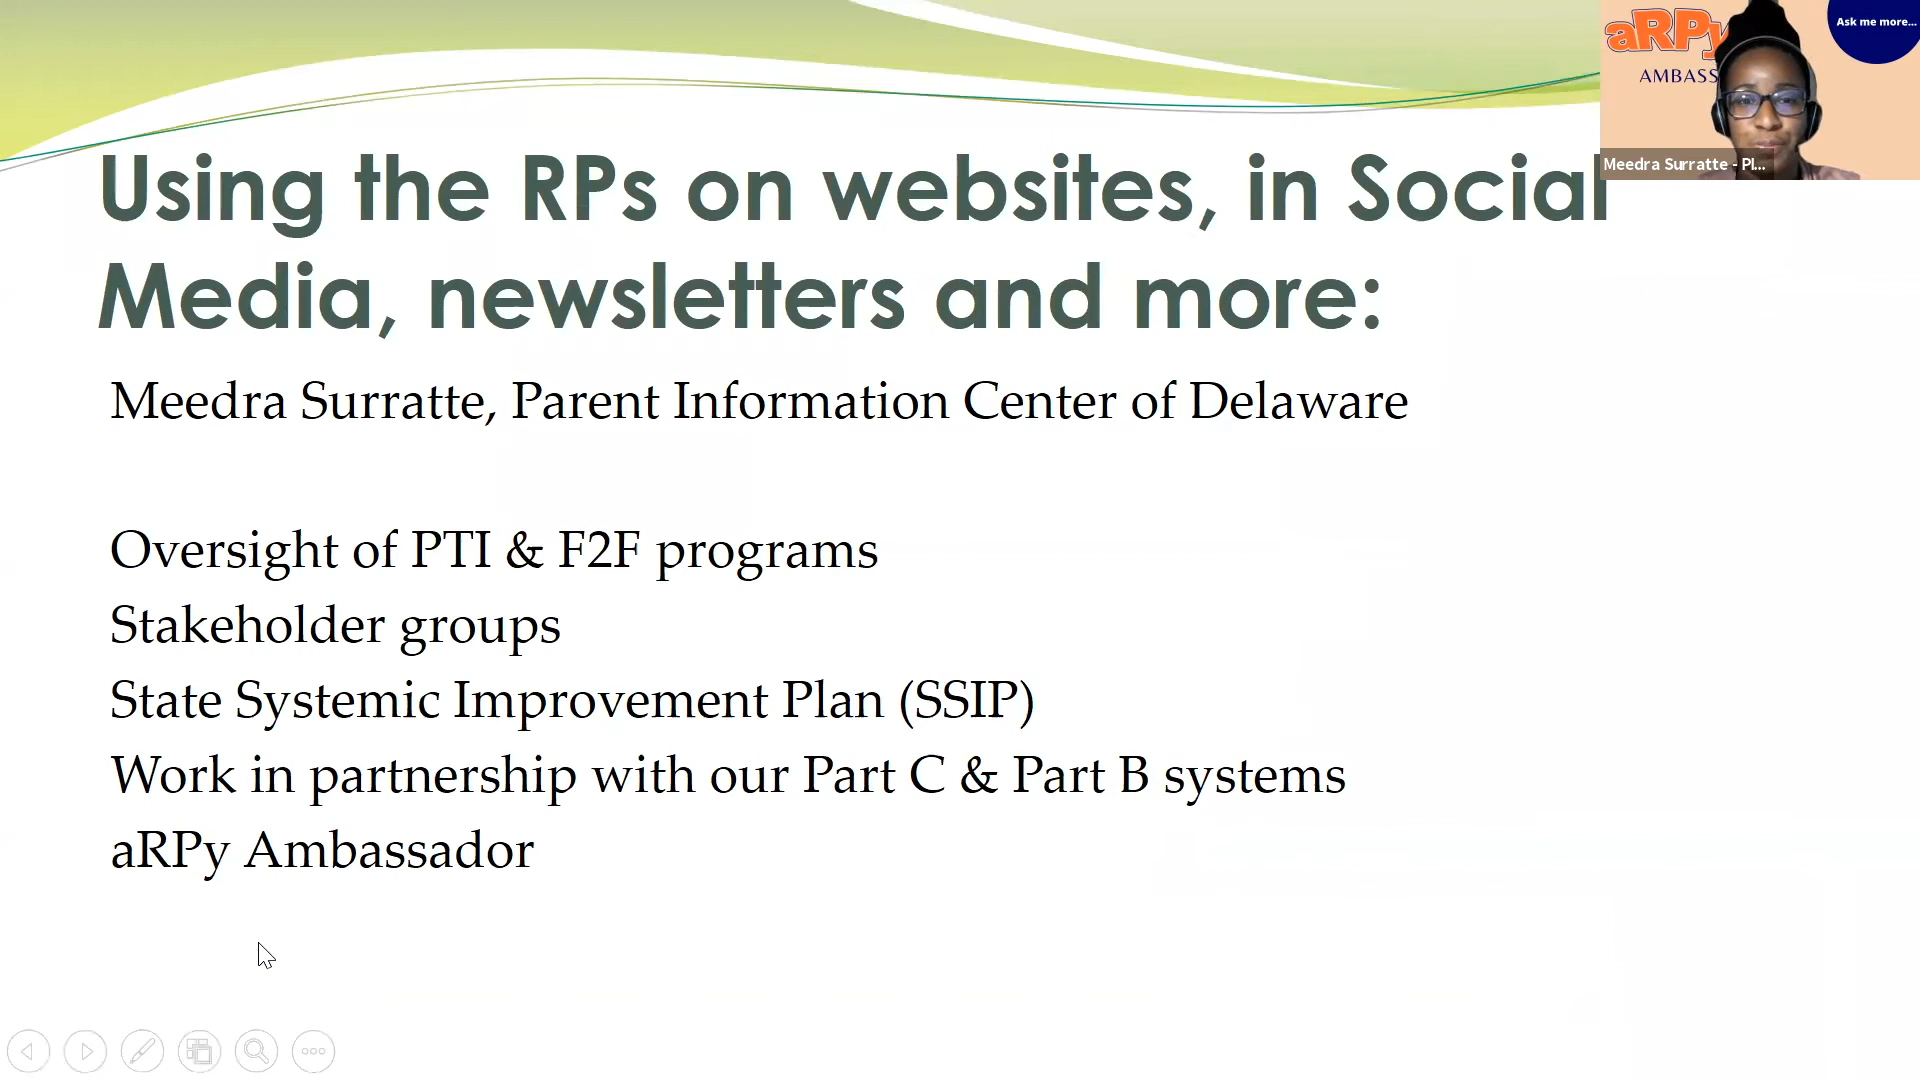 aRPy
AMBASS
Ask me more...
Meedra Surratte - Pl...
Using the RPs on websites, in Social
Media, newsletters and more:
Meedra Surratte, Parent Information Center of Delaware
Oversight of PTI & F2F programs
Stakeholder groups
State Systemic Improvement Plan (SSIP)
Work in partnership with our Part C & Part B systems
aRPy Ambassador